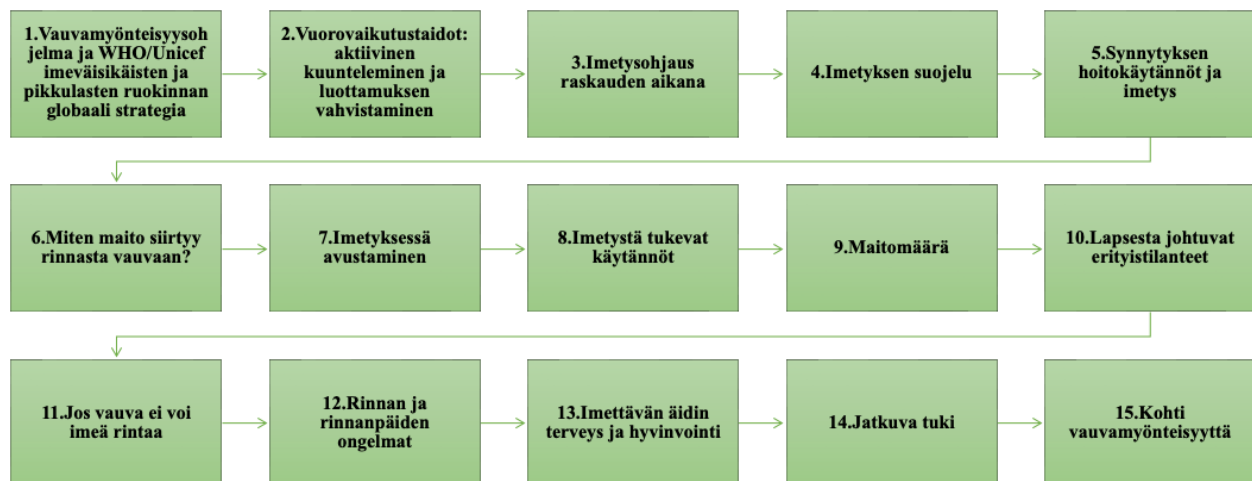 1.Vauvamyönteisyysoh
jelma ja WHO/Unicef
imeväisikäisten ja
pikkulasten ruokinnan
globaali strategia
2.Vuorovaikutustaidot:
aktiivinen
kuunteleminen ja
luottamuksen
vahvistaminen
3.Imetysohjaus
raskauden aikana
4.Imetyksen suojelu
5.Synnytyksen
hoitokäytännöt ja
imetys
6.Miten maito siirtyy
rinnasta vauvaan?
7.Imetyksessä
avustaminen
8.Imetystä tukevat
käytännöt
9.Maitomäärä
10.Lapsesta johtuvat
erityistilanteet
11.Jos vauva ei voi
imeä rintaa
12.Rinnan ja
rinnanpäiden
ongelmat
13.Imettävän äidin
terveys ja hyvinvointi
14.Jatkuva tuki
15.Kohti
vauvamyönteisyyttä